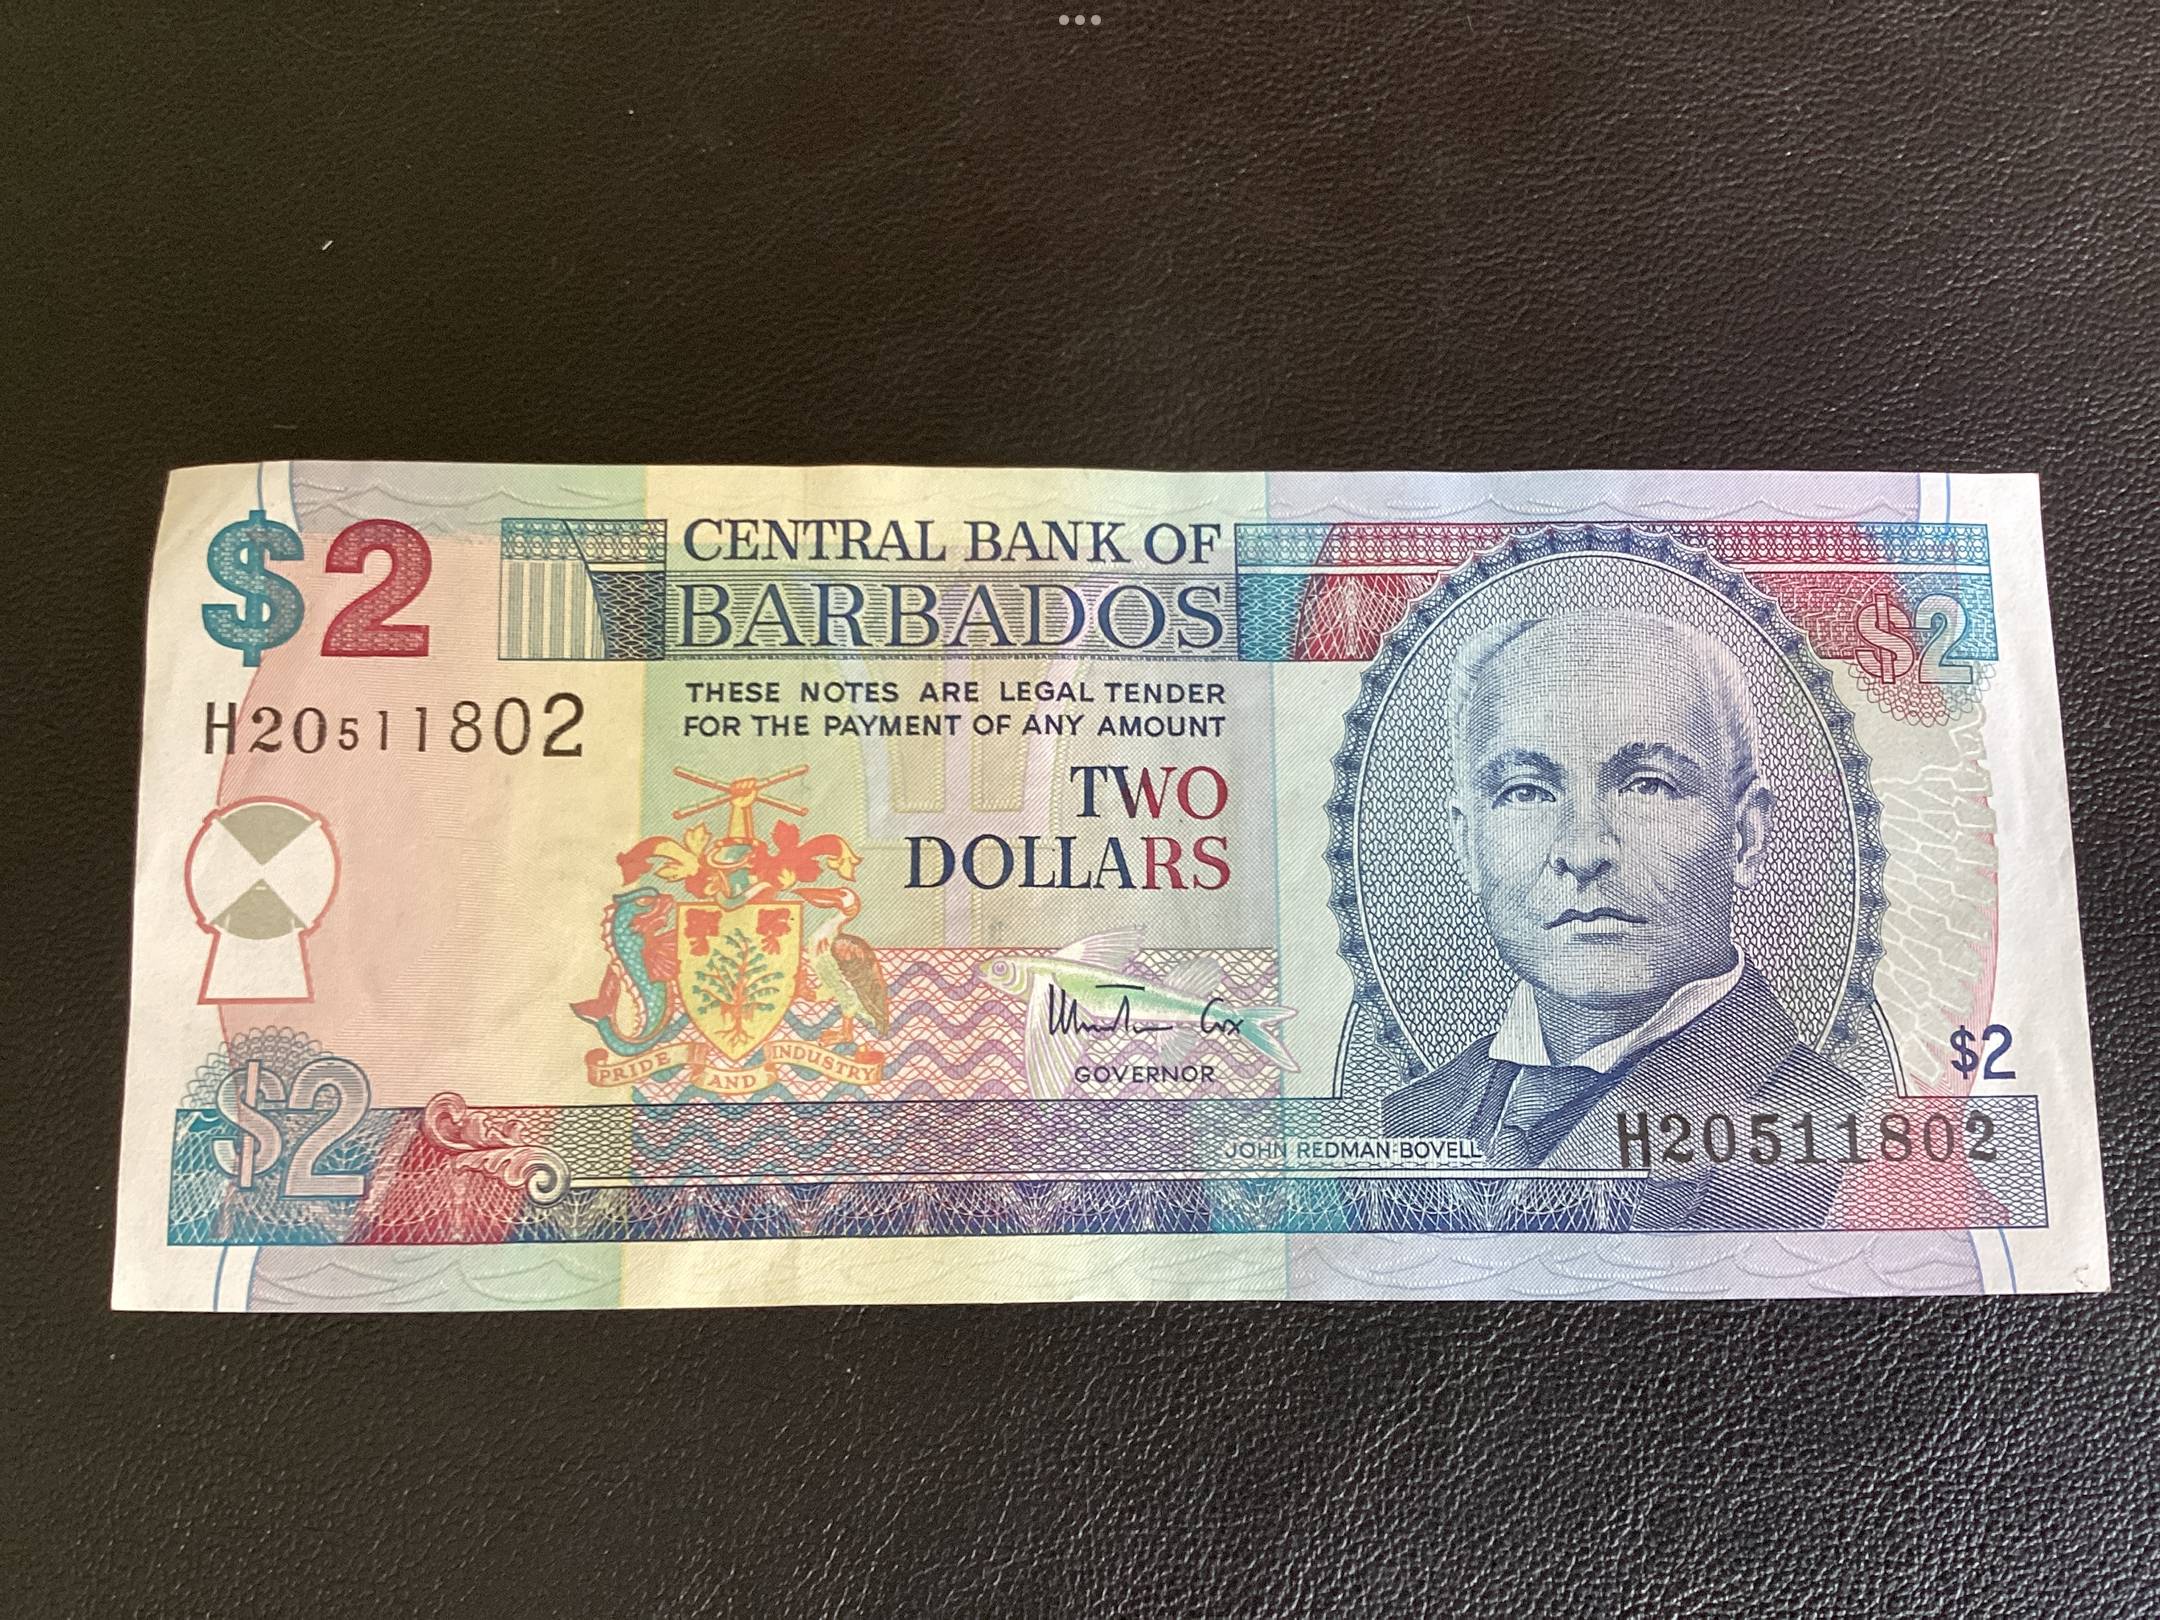 $2
CENTRAL BANK OF
BARBADOS
$2
H20511802
THESE NOTES ARE LEGAL TENDER
FOR THE PAYMENT OF ANY AMOUNT
TWO
DOLLARS
PRIDE AND INDUSTRY
GOVERNOR
$2
$2
JOHN REDMAN-BOVELL
H20511802